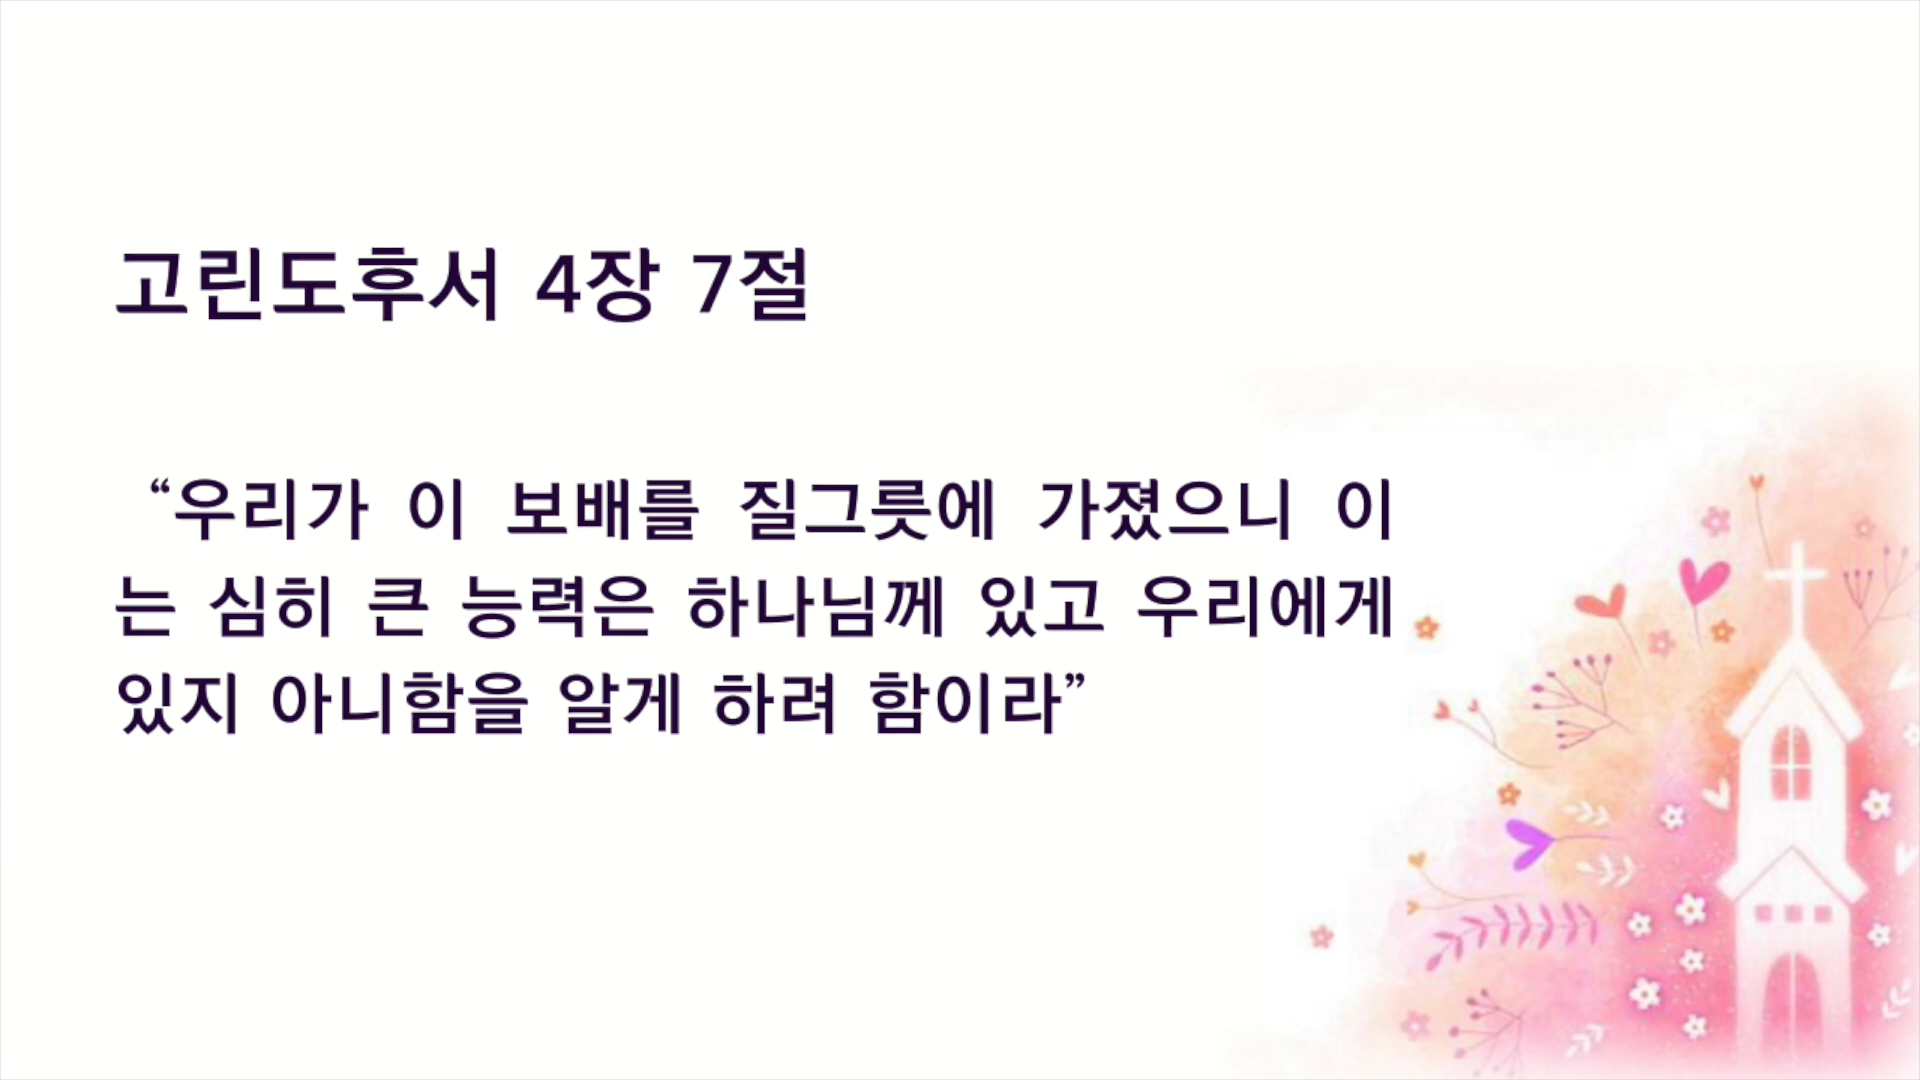 고린도후서 4장 7절
“우리가 이 보배를 질그릇에 가졌으니 이
는 심히 큰 능력은 하나님께 있고 우리에게
있지 아니함을 알게 하려 함이라”